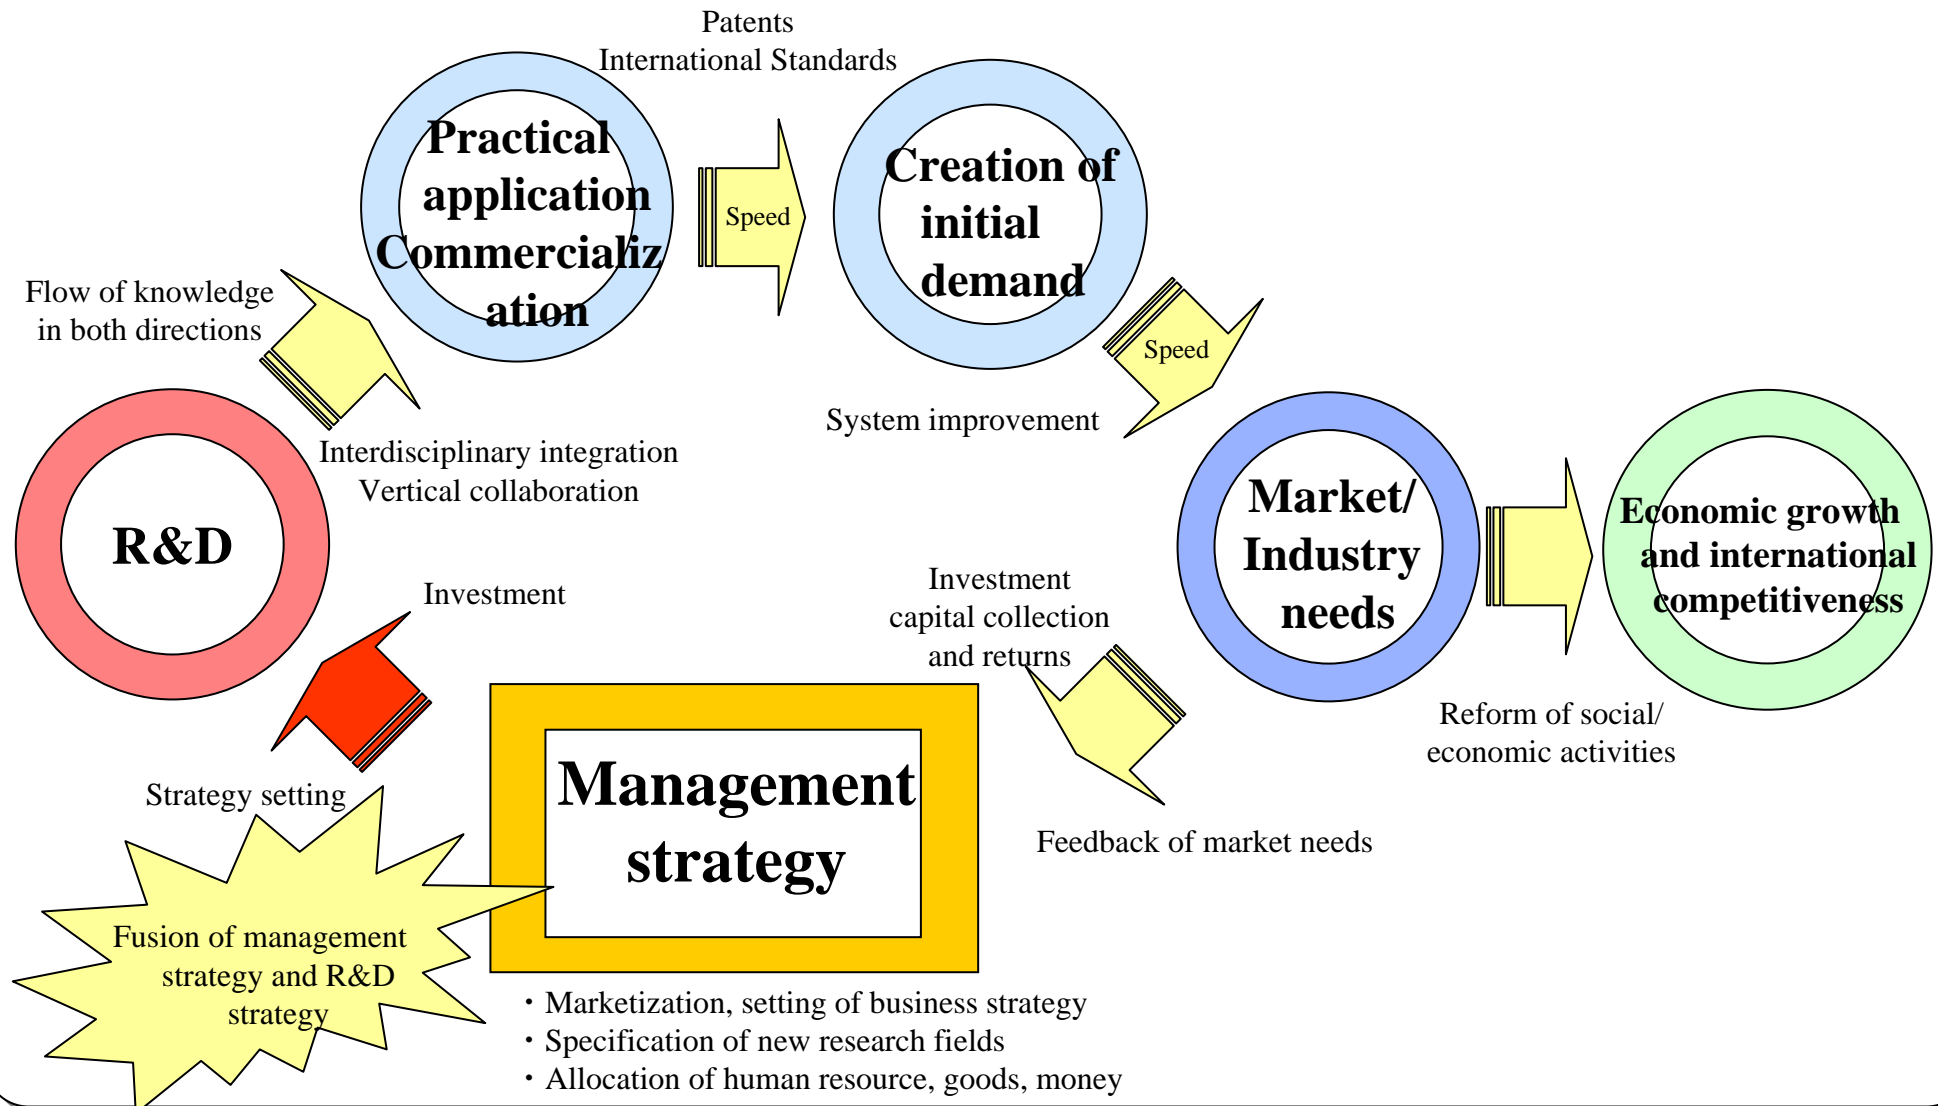 Patents
International Standards
Practical
application
Commercializ
ation
Speed
Creation of
initial
demand
Flow of knowledge
in both directions
Speed
System improvement
Interdisciplinary integration
Vertical collaboration
R&D
Market/
Industry
needs
Economic growth
and international
competitiveness
Investment
Investment
capital collection
and returns
Reform of social/
economic activities
Strategy setting
Management
strategy
Feedback of market needs
Fusion of management
strategy and R&D
strategy
・Marketization, setting of business strategy
・Specification of new research fields
・Allocation of human resource, goods, money